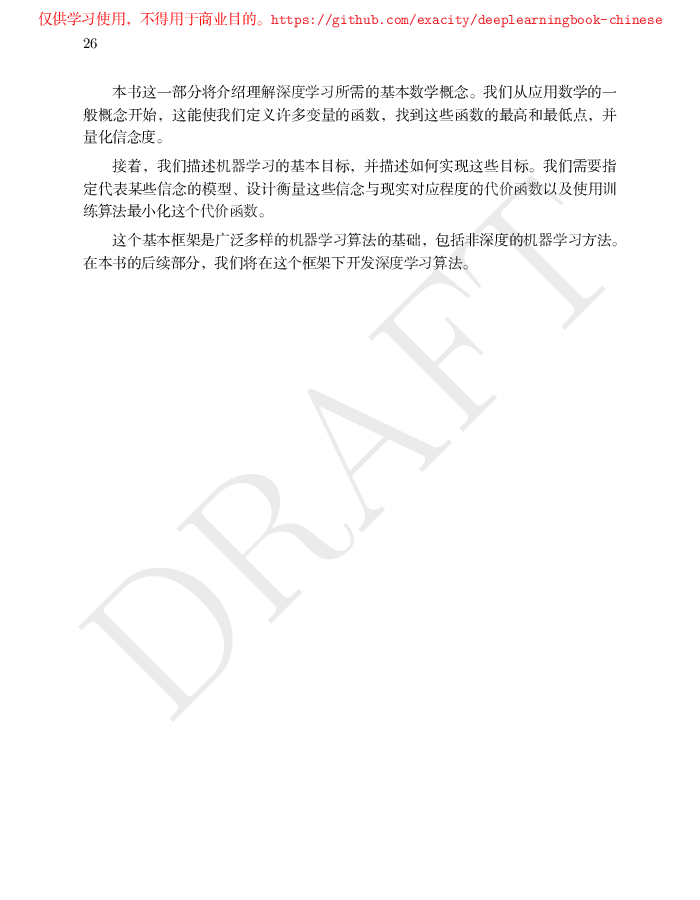 仅供学习使用，不得用于商业目的。https://github.com/exacity/deeplearningbook-chinese
26
本书这一部分将介绍理解深度学习所需的基本数学概念。我们从应用数学的一
般概念开始，这能使我们定义许多变量的函数，找到这些函数的最高和最低点，并
量化信念度。
接着，我们描述机器学习的基本目标，并描述如何实现这些目标。我们需要指
定代表某些信念的模型、设计衡量这些信念与现实对应程度的代价函数以及使用训
练算法最小化这个代价函数。
这个基本框架是广泛多样的机器学习算法的基础，包括非深度的机器学习方法。
在本书的后续部分，我们将在这个框架下开发深度学习算法。
DRAFT